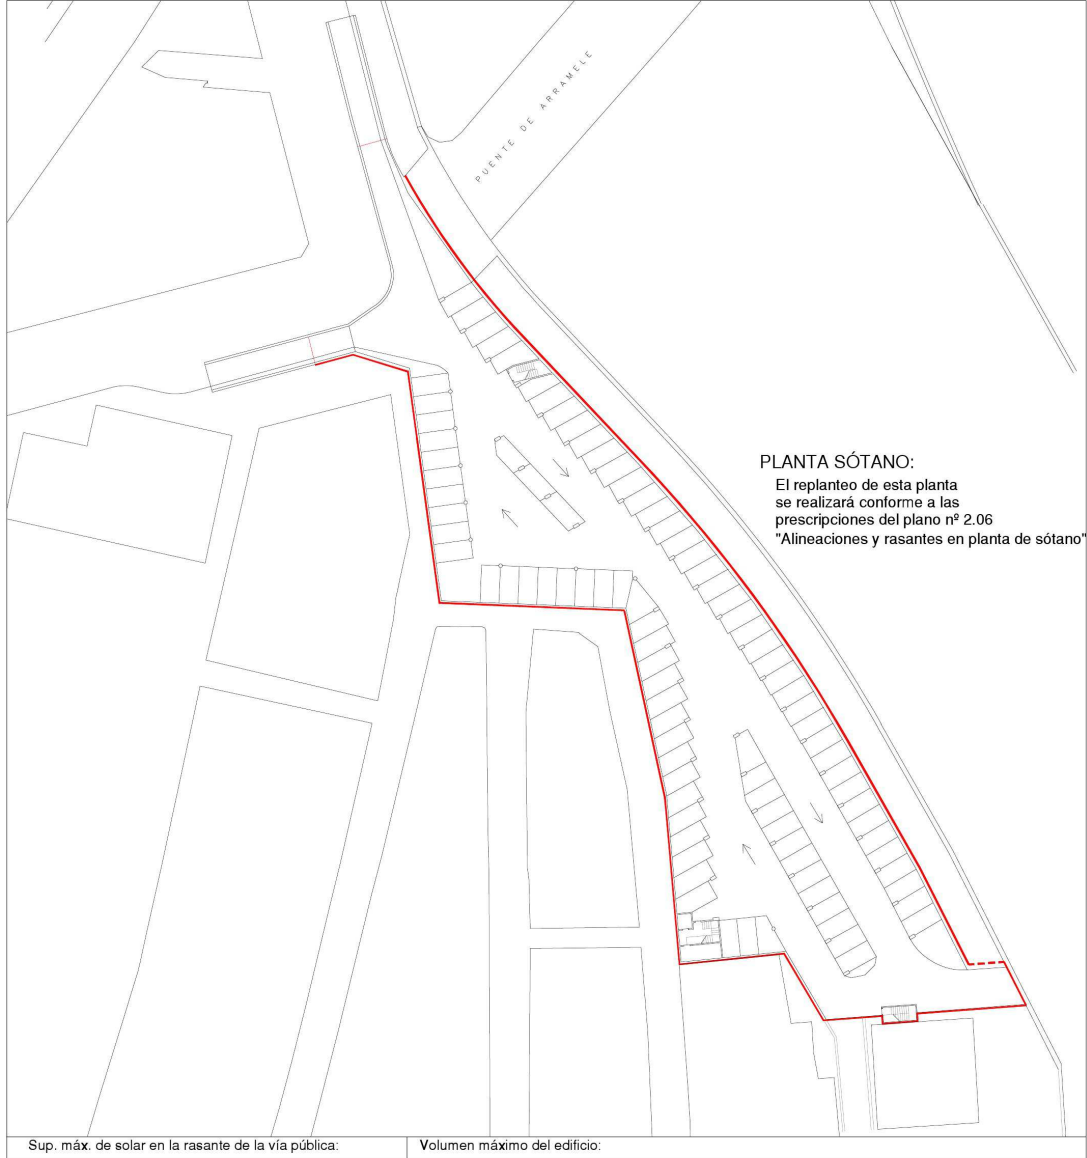 PUENTE DE ARRAMELE
PLANTA SÓTANO:
El replanteo de esta planta
se realizará conforme a las
prescripciones del plano nº 2.06
"Alineaciones y rasantes en planta de sótano"
Sup. máx. de solar en la rasante de la vía pública:
Volumen máximo del edificio: